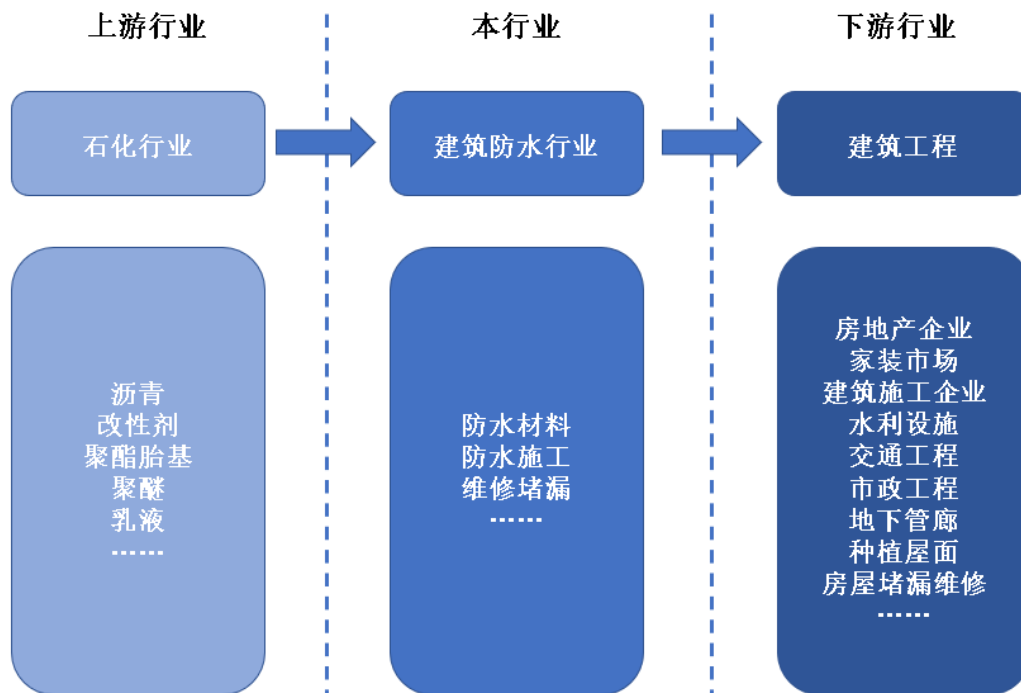 上游行业
本行业
下游行业
石化行业
建筑防水行业
建筑工程
沥青
改性剂
聚酯胎基
聚醚
乳液
……
防水材料
防水施工
维修堵漏
……
房地产企业
家装市场
建筑施工企业
水利设施
交通工程
市政工程
地下管廊
种植屋面
房屋堵漏维修
……